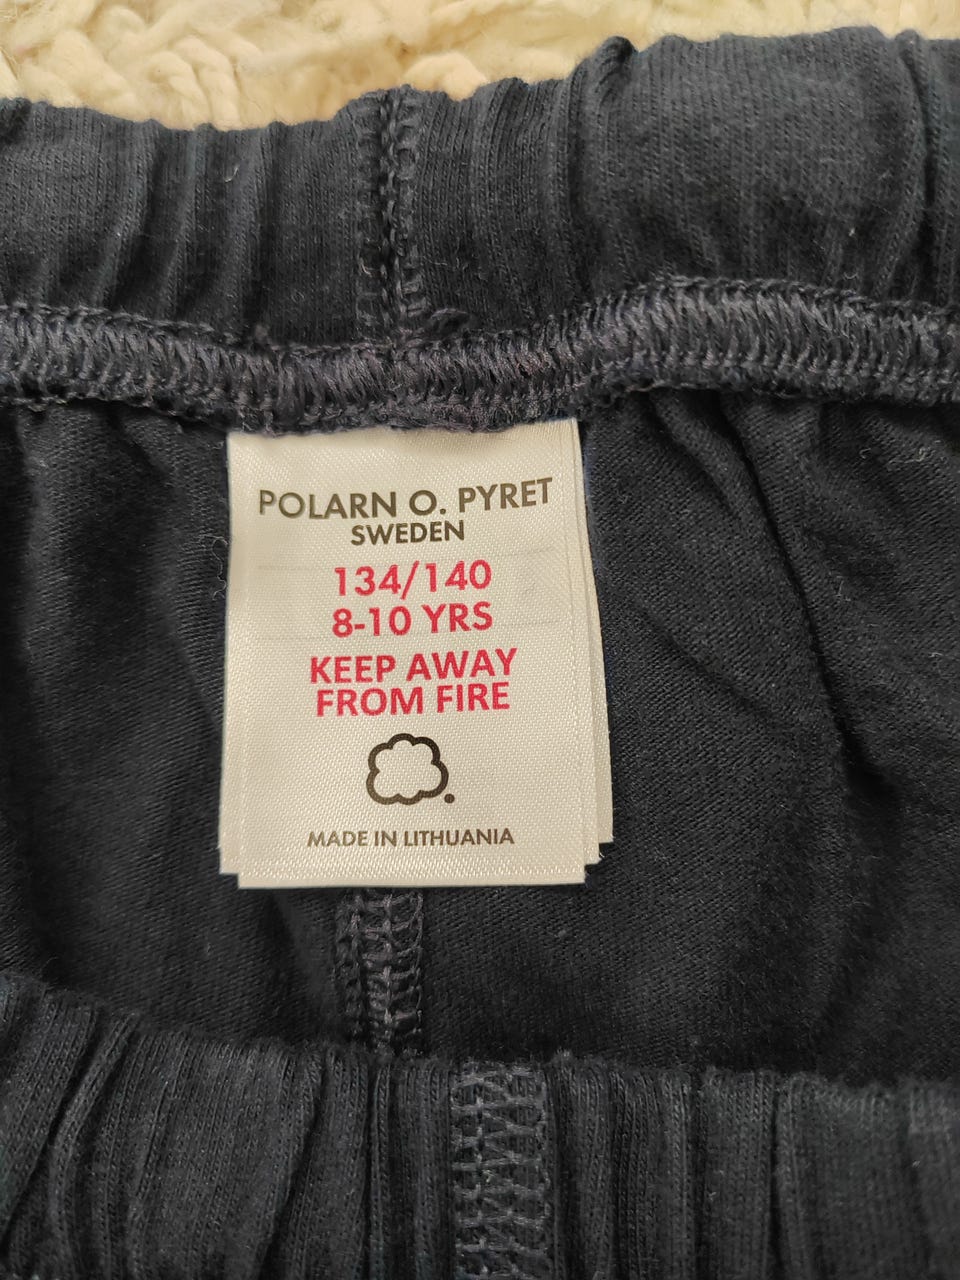 POLARN O. PYRET
SWEDEN
134/140
8-10 YRS
KEEP AWAY
FROM FIRE
MADE IN LITHUANIA